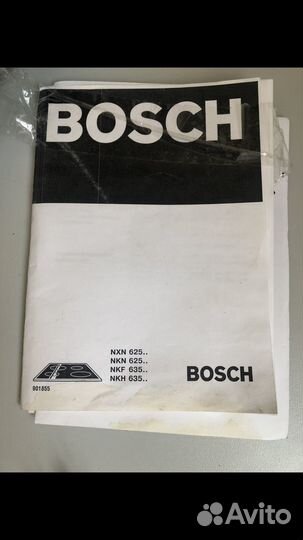 BOSCH
NXN 625..
NKN 625..
NKF 635..
NKH 635..
901855
BOSCH
Avito